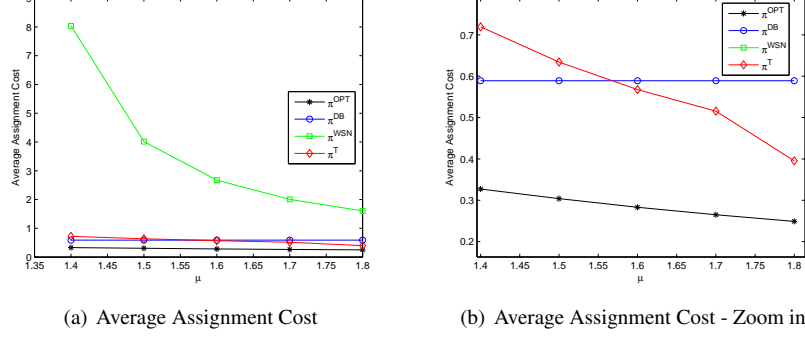 9
8
7
6
5
4
3
2
1
0
1.35 1.4 1.45 1.5 1.55 1.6 1.65 1.7 1.75 1.8
μ
Average Assignment Cost
π^OPT
π^DB
π^WSN
π^T
(a) Average Assignment Cost
0.7
0.6
0.5
0.4
0.3
0.2
1.4 1.45 1.5 1.55 1.6 1.65 1.7 1.75 1.8
μ
Average Assignment Cost
π^OPT
π^DB
π^WSN
π^T
(b) Average Assignment Cost - Zoom in